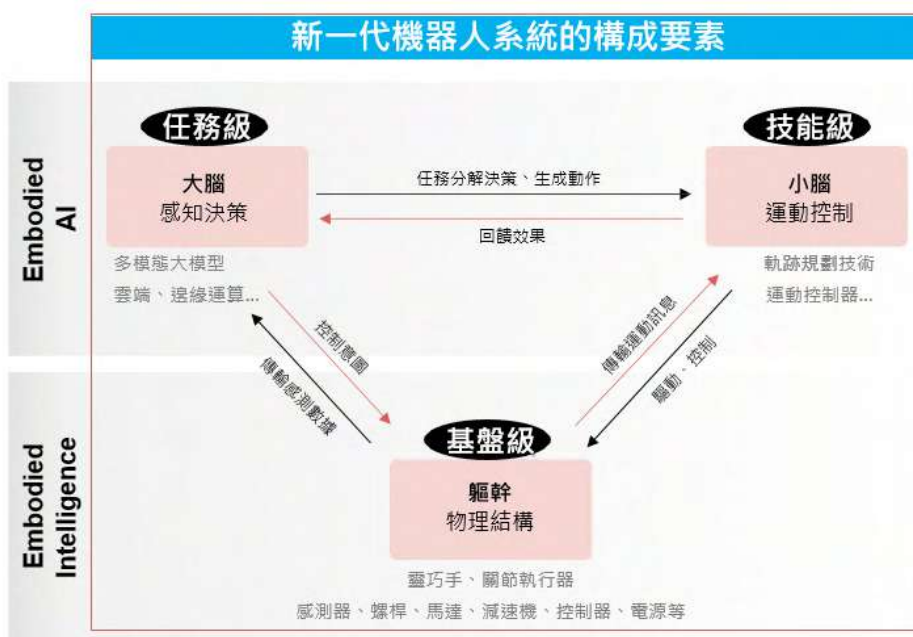 新一代機器人系統的構成要素
Embodied
AI
任務級
大腦
感知決策
多模態大模型
雲端、邊緣運算...
任務分解決策、生成動作
回饋效果
技能級
小腦
運動控制
軌跡規劃技術
運動控制器...
控制意圖
傳輸感測數據
傳輸運動訊息
驅動、控制
Embodied
Intelligence
基盤級
軀幹
物理結構
靈巧手、關節執行器
感測器、螺桿、馬達、減速機、控制器、電源等